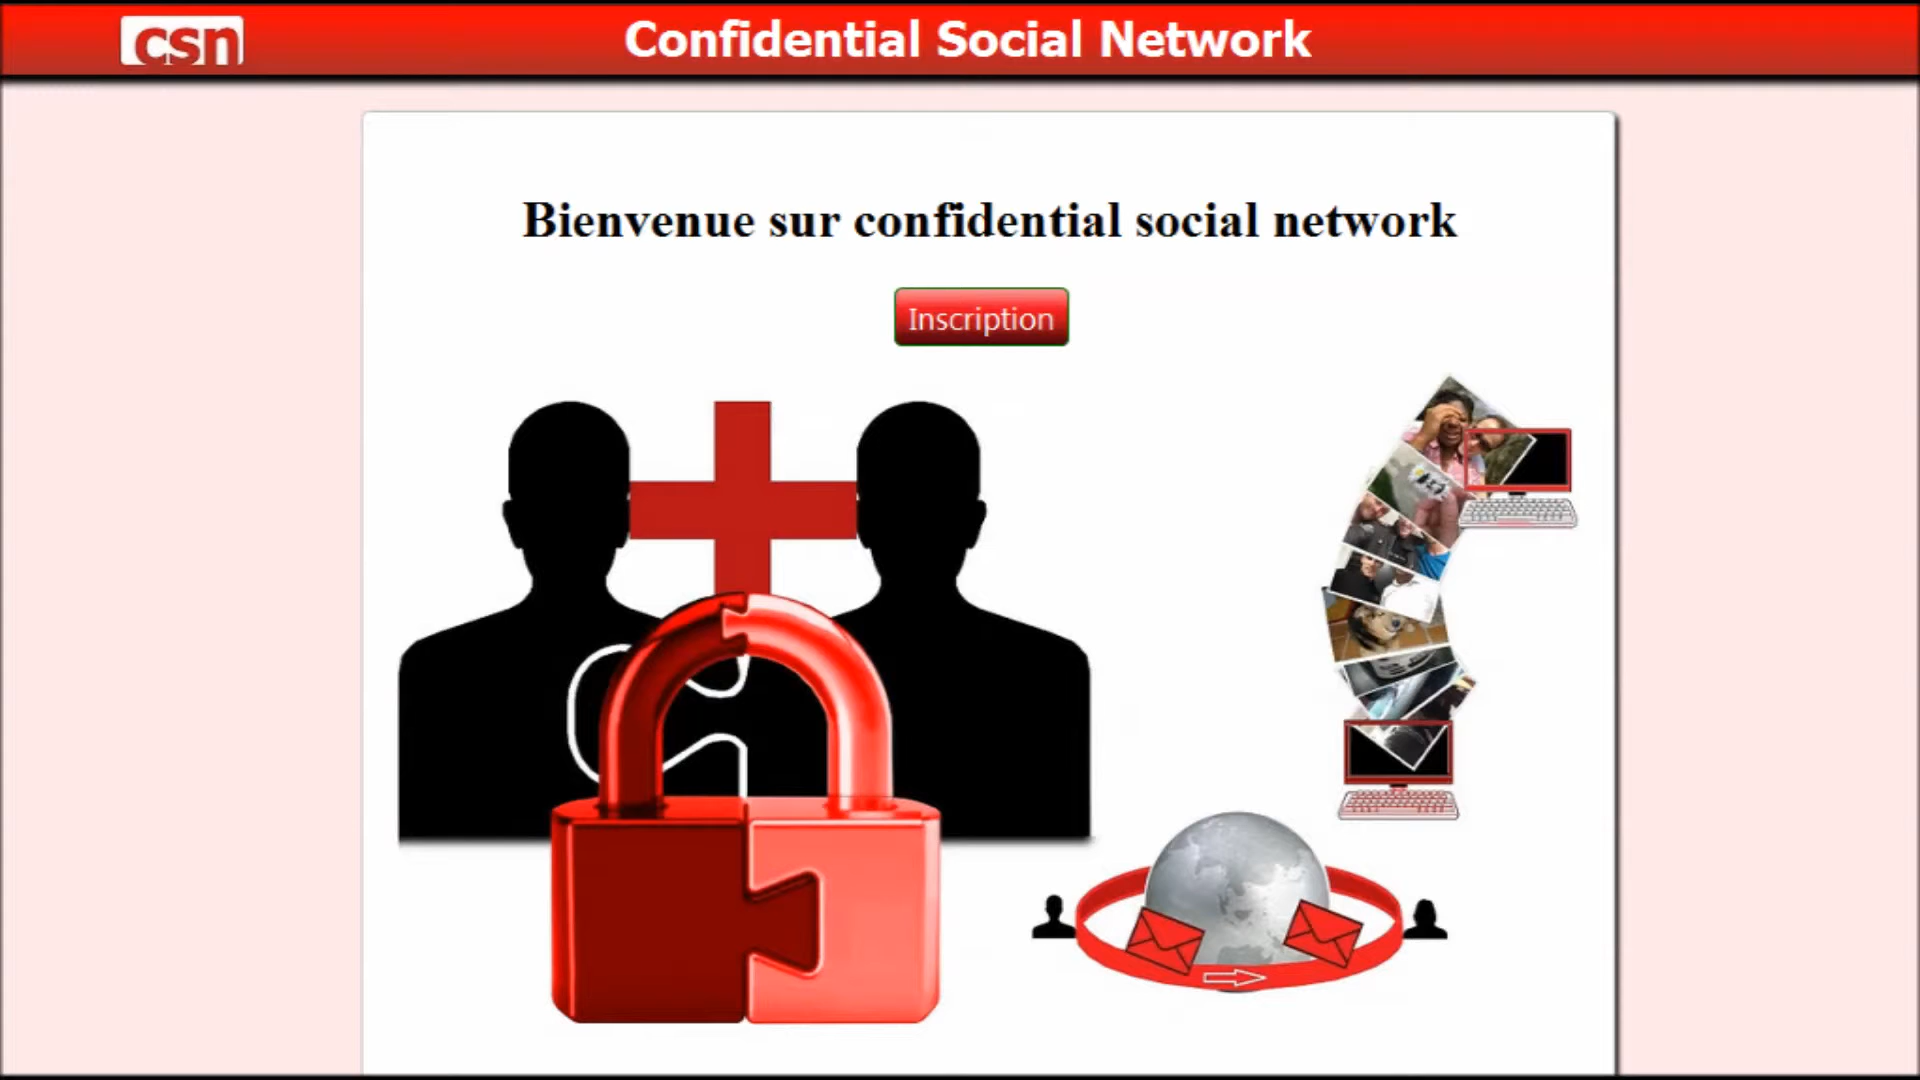 csn
Confidential Social Network
Bienvenue sur confidential social network
Inscription